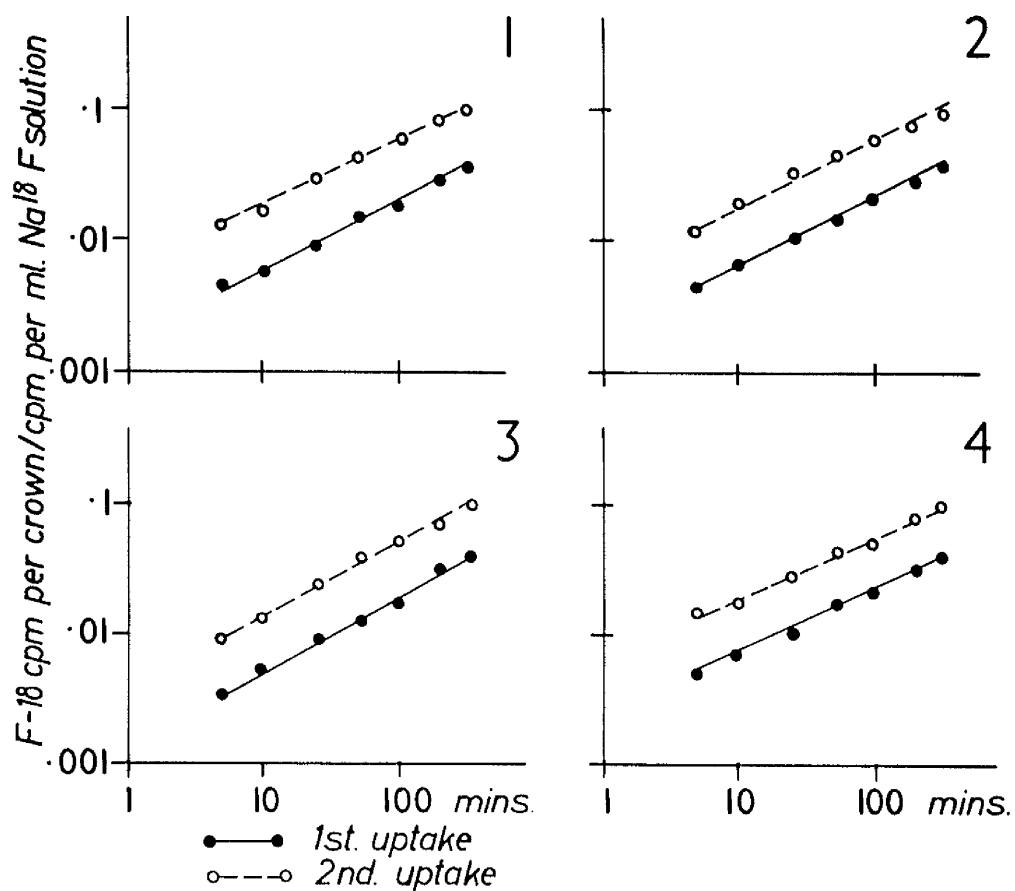 F-18 cpm per crown/cpm per ml. Na18 F solution
1
2
·1
·01
·001
3
4
·1
·01
·001
1 10 100 mins. 1 10 100 mins.
1st. uptake
2nd. uptake